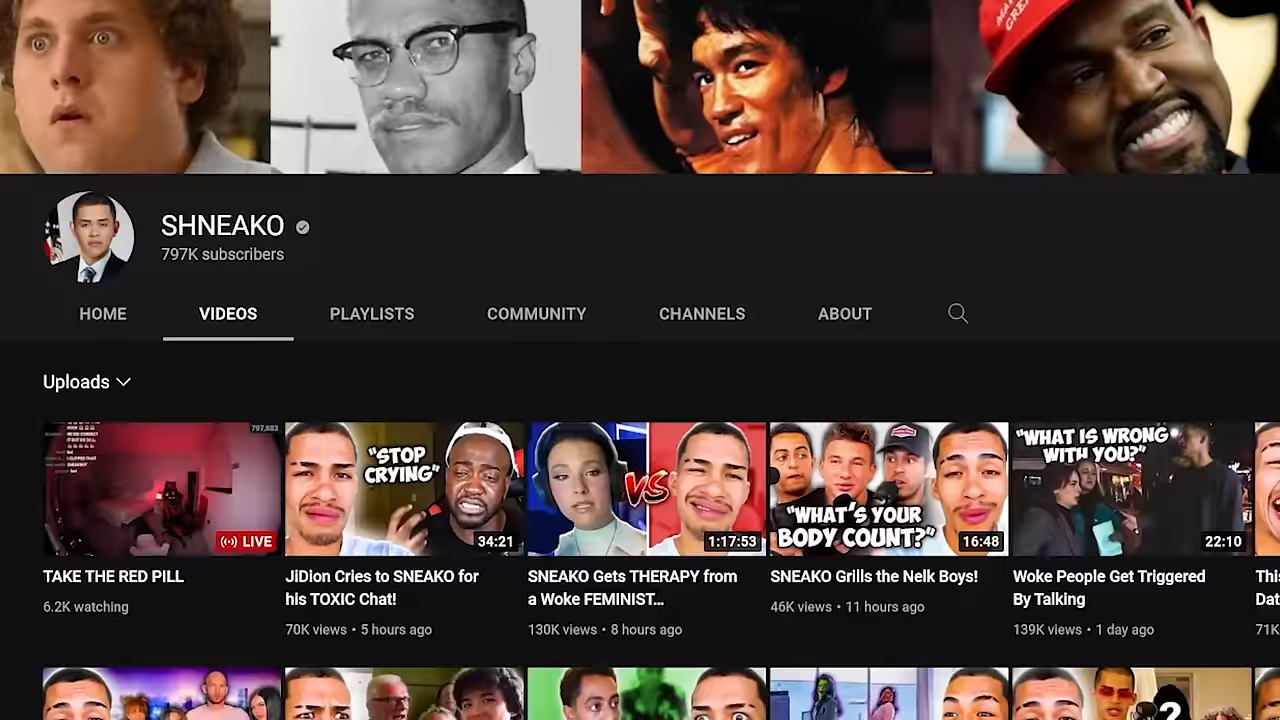 SHNEAKO
797K subscribers
HOME
VIDEOS
PLAYLISTS
COMMUNITY
CHANNELS
ABOUT
Uploads
797,883
LIVE
"STOP
CRYING"
34:21
VS
1:17:53
"WHAT'S YOUR
BODY COUNT?"
16:48
"WHAT IS WRONG
WITH YOU?"
22:10
TAKE THE RED PILL
6.2K watching
JiDion Cries to SNEAKO for
his TOXIC Chat!
70K views • 5 hours ago
SNEAKO Gets THERAPY from
a Woke FEMINIST...
130K views • 8 hours ago
SNEAKO Grills the Nelk Boys!
46K views • 11 hours ago
Woke People Get Triggered
By Talking
139K views • 1 day ago
71K
?